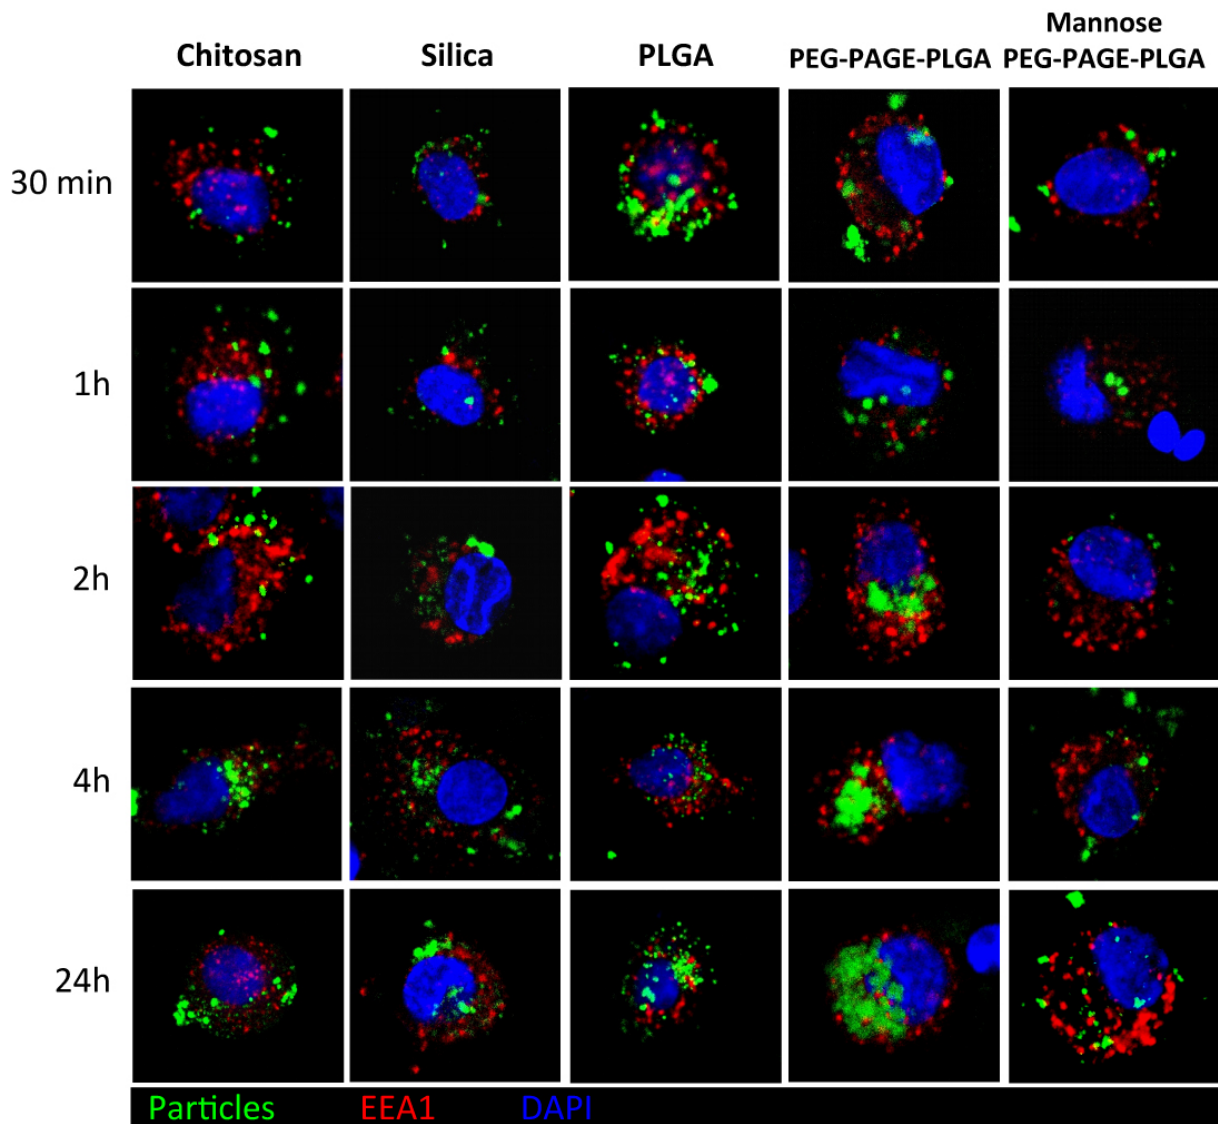 Chitosan Silica PLGA PEG-PAGE-PLGA Mannose PEG-PAGE-PLGA
30 min
1h
2h
4h
24h
Particles EEA1 DAPI